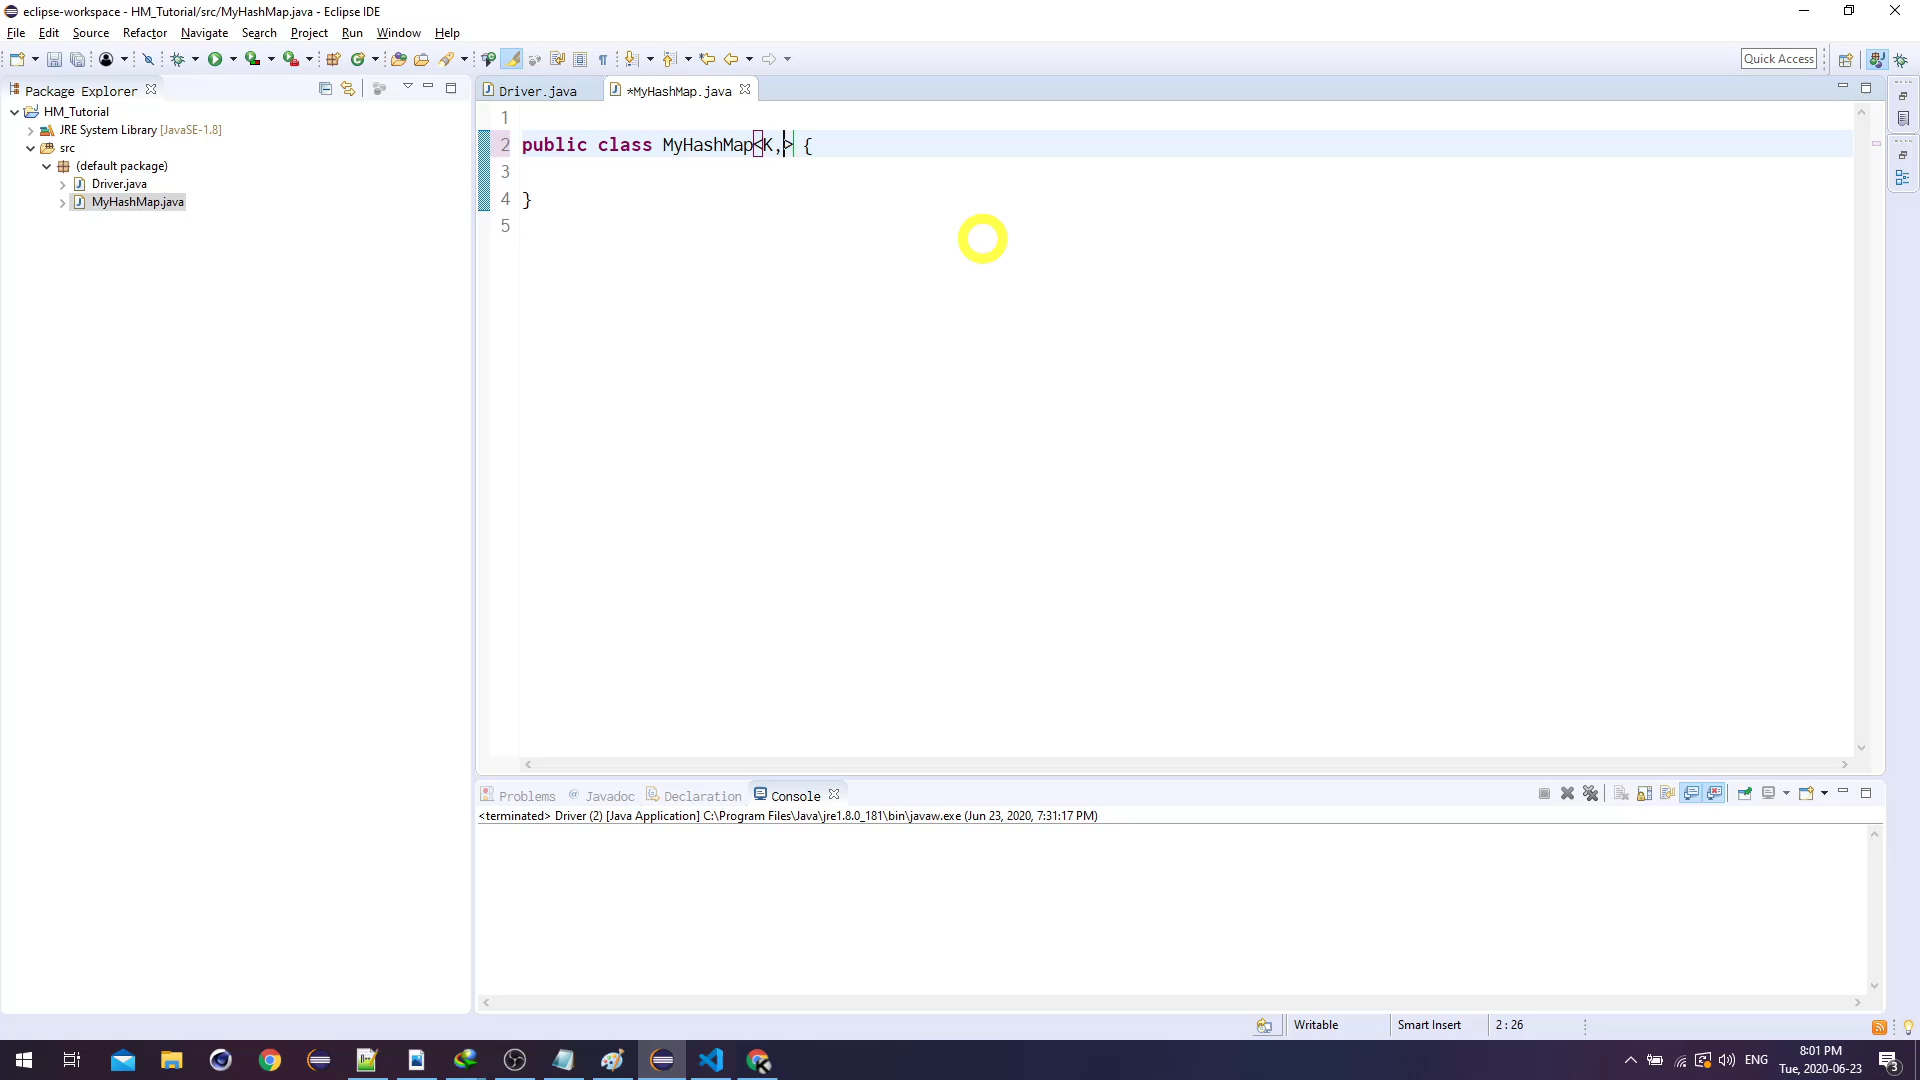 eclipse-workspace - HM_Tutorial/src/MyHashMap.java - Eclipse IDE
File Edit Source Refactor Navigate Search Project Run Window Help
Quick Access
Package Explorer
Driver.java
*MyHashMap.java
HM_Tutorial
JRE System Library [JavaSE-1.8]
src
(default package)
Driver.java
MyHashMap.java
1
2 public class MyHashMap<K,> {
3
4 }
5
Problems @ Javadoc Declaration Console
<terminated> Driver (2) [Java Application] C:\Program Files\Java\jre1.8.0_181\bin\javaw.exe (Jun 23, 2020, 7:31:17 PM)
Writable Smart Insert 2 : 26
ENG
8:01 PM
Tue, 2020-06-23
3